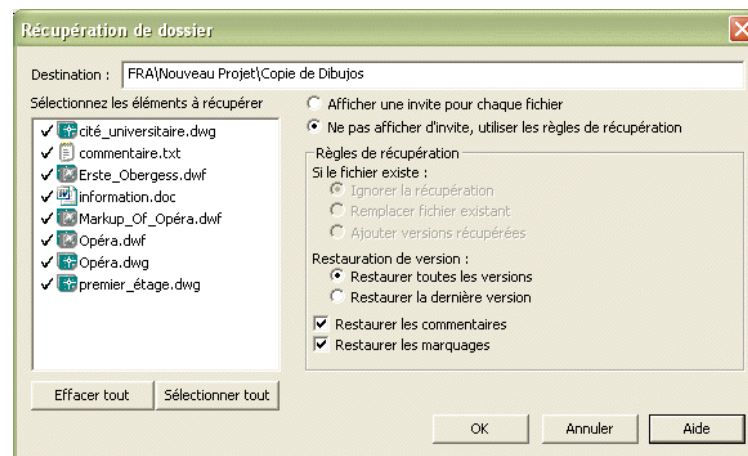 Récupération de dossier
Destination : FRA\Nouveau Projet\Copie de Dibujos
Sélectionnez les éléments à récupérer
cité_universitaire.dwg
commentaire.txt
Erste_Obergess.dwf
information.doc
Markup_Of_Opéra.dwf
Opéra.dwf
Opéra.dwg
premier_étage.dwg
Effacer tout
Sélectionner tout
Afficher une invite pour chaque fichier
Ne pas afficher d'invite, utiliser les règles de récupération
Règles de récupération
Si le fichier existe :
Ignorer la récupération
Remplacer fichier existant
Ajouter versions récupérées
Restauration de version :
Restaurer toutes les versions
Restaurer la dernière version
Restaurer les commentaires
Restaurer les marquages
OK
Annuler
Aide